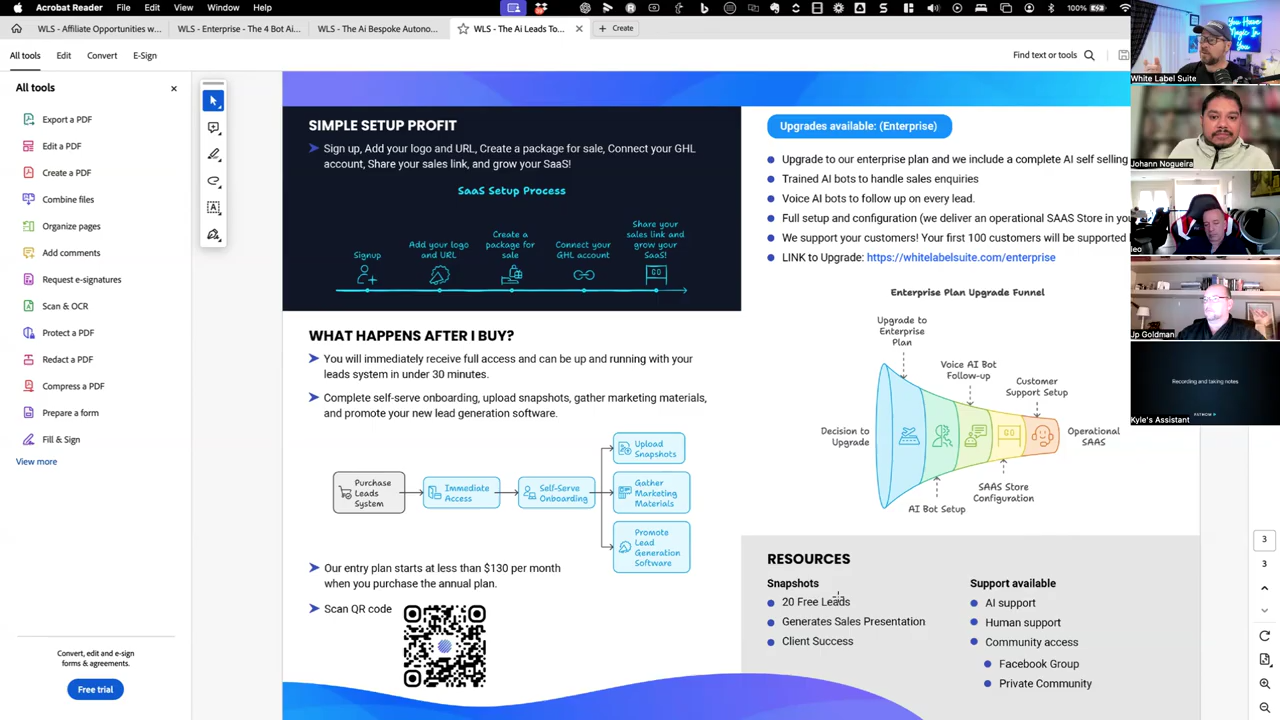 Acrobat Reader File Edit View Window Help 100%
WLS - Affiliate Opportunities w... WLS - Enterprise - The 4 Bot Ai... WLS - The Ai Bespoke Autono... WLS - The Ai Leads To... Create
All tools Edit Convert E-Sign Find text or tools
All tools
Export a PDF
Edit a PDF
Create a PDF
Combine files
Organize pages
Add comments
Request e-signatures
Scan & OCR
Protect a PDF
Redact a PDF
Compress a PDF
Prepare a form
Fill & Sign
View more
Convert, edit and e-sign
forms & agreements.
Free trial
SIMPLE SETUP PROFIT
Sign up, Add your logo and URL, Create a package for sale, Connect your GHL
account, Share your sales link, and grow your SaaS!
SaaS Setup Process
Signup
Add your logo
and URL
Create a
package for
sale
Connect your
GHL account
Share your
sales link and
grow your
SaaS!
GO
WHAT HAPPENS AFTER I BUY?
You will immediately receive full access and can be up and running with your
leads system in under 30 minutes.
Complete self-serve onboarding, upload snapshots, gather marketing materials,
and promote your new lead generation software.
Purchase
Leads
System
Immediate
Access
Self-Serve
Onboarding
Upload
Snapshots
Gather
Marketing
Materials
Promote
Lead
Generation
Software
Our entry plan starts at less than $130 per month
when you purchase the annual plan.
Scan QR code
Upgrades available: (Enterprise)
Upgrade to our enterprise plan and we include a complete AI self selling
Trained AI bots to handle sales enquiries
Voice AI bots to follow up on every lead.
Full setup and configuration (we deliver an operational SAAS Store in you
We support your customers! Your first 100 customers will be supported
LINK to Upgrade: https://whitelabelsuite.com/enterprise
Enterprise Plan Upgrade Funnel
Upgrade to
Enterprise
Plan
Voice AI Bot
Follow-up
Customer
Support Setup
Decision to
Upgrade
Operational
SAAS
GO
AI Bot Setup
SAAS Store
Configuration
RESOURCES
Snapshots
20 Free Leads
Generates Sales Presentation
Client Success
Support available
AI support
Human support
Community access
Facebook Group
Private Community
3
3
You Have
Magic In
You
White Label Suite
Johann Nogueira
leo
Jp Goldman
Recording and taking notes
FATHOM
Kyle's Assistant